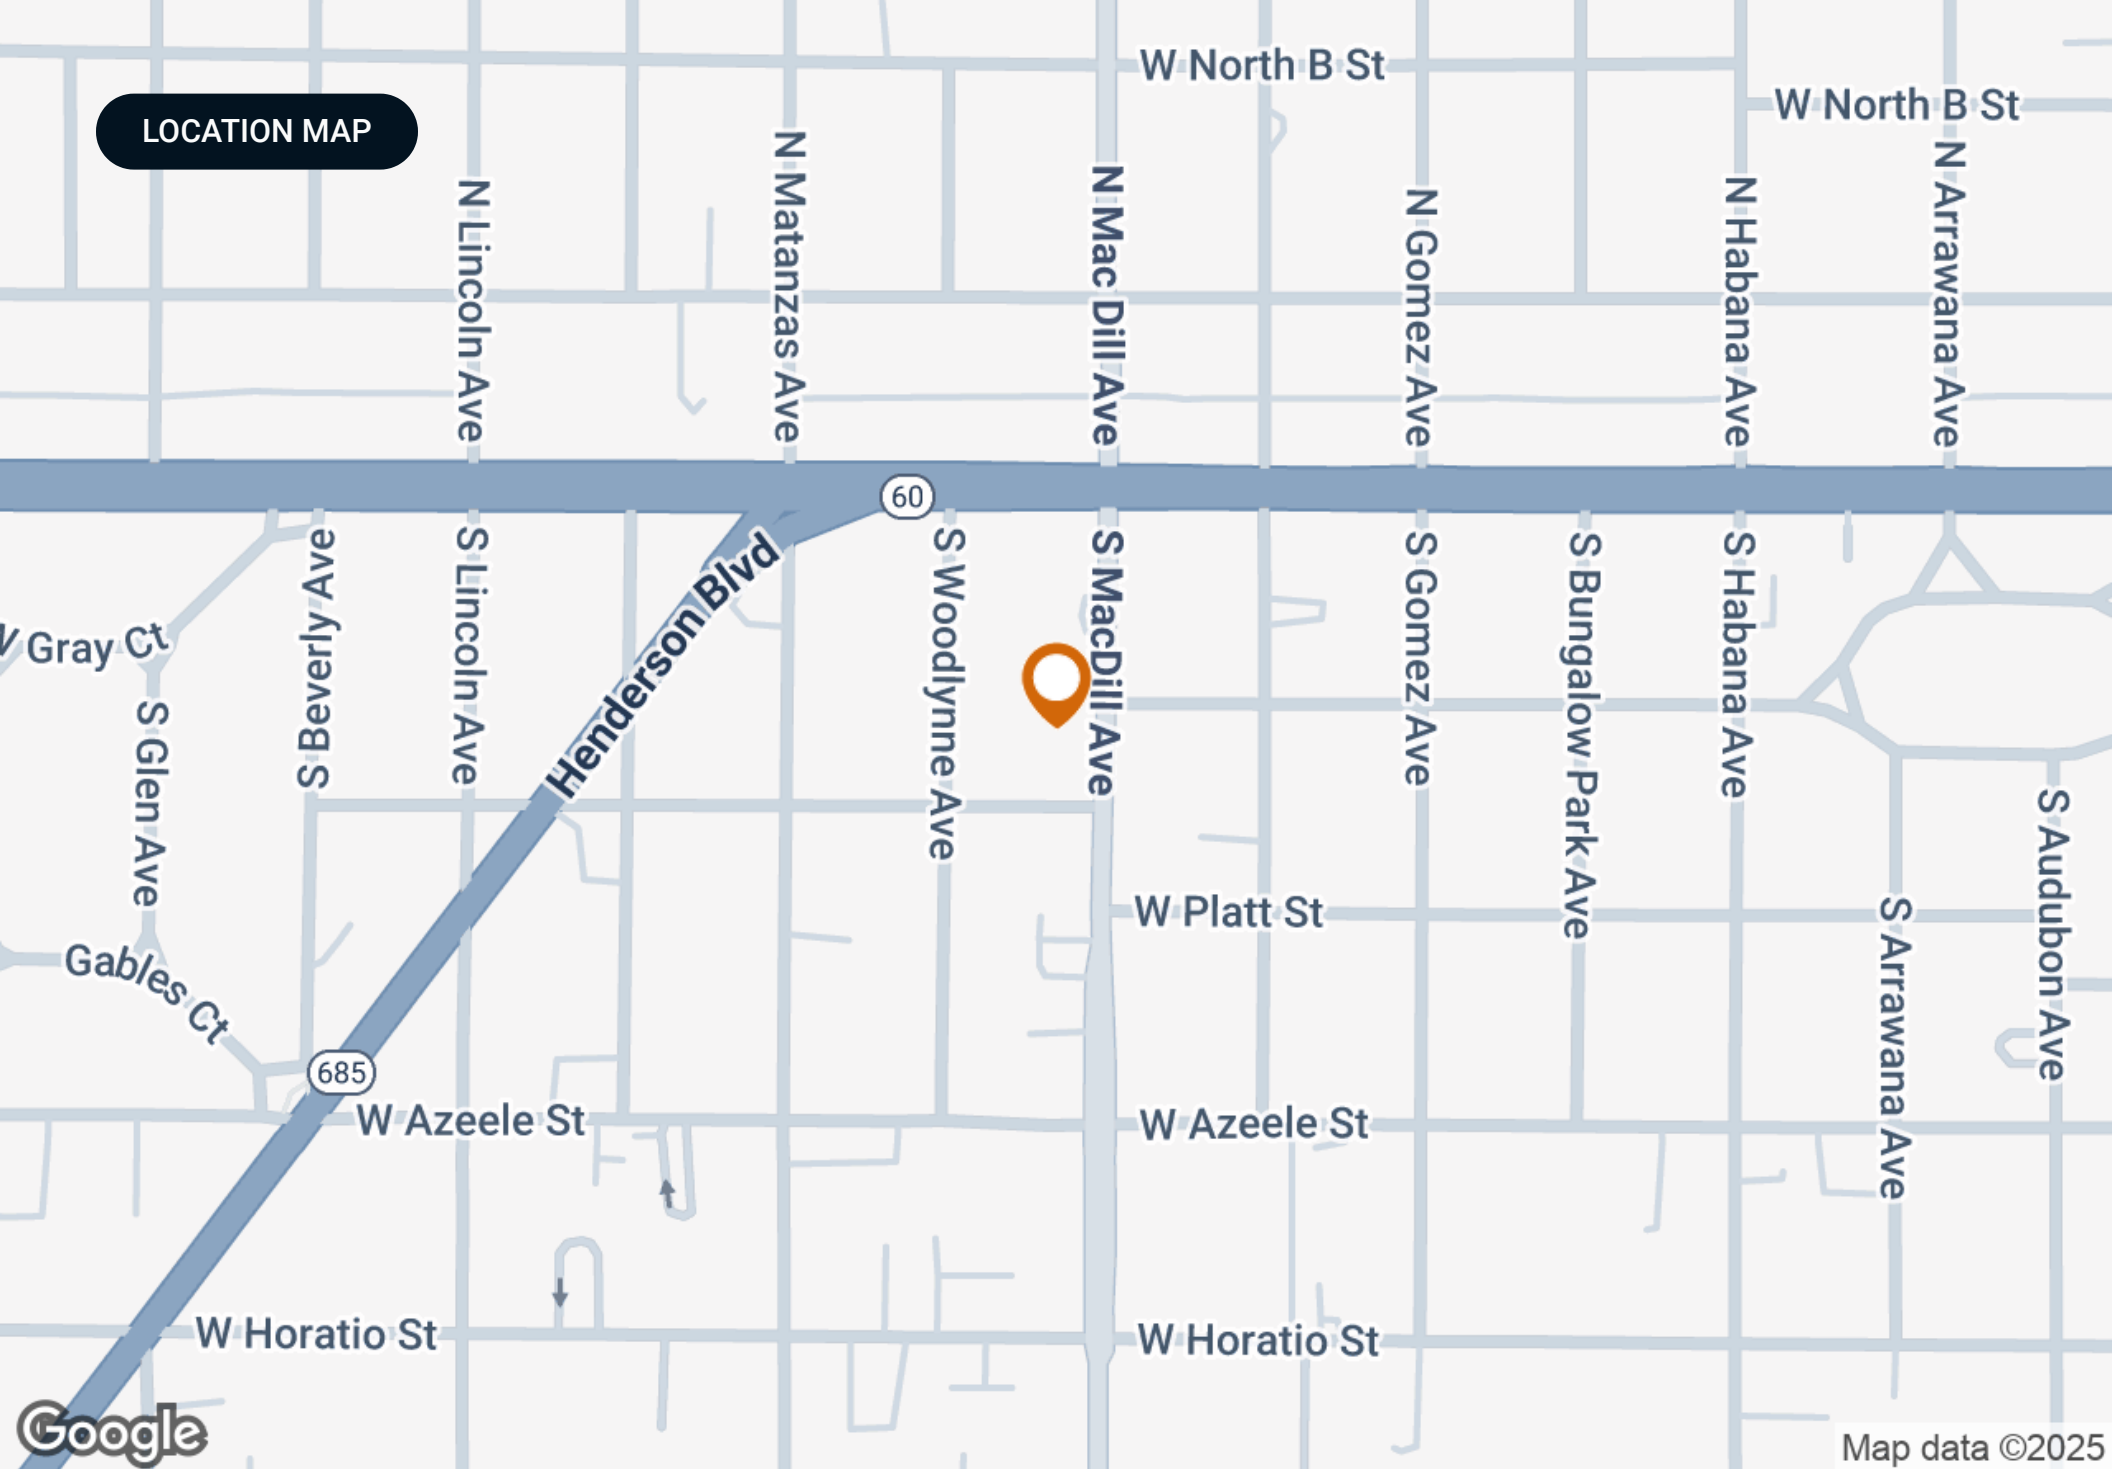 W North B St
W North B St
LOCATION MAP
N Lincoln Ave
N Matanzas Ave
N Mac Dill Ave
N Gomez Ave
N Habana Ave
N Arrawana Ave
60
S Beverly Ave
S Lincoln Ave
Henderson Blvd
S Woodlynne Ave
S MacDill Ave
S Gomez Ave
S Bungalow Park Ave
S Habana Ave
W Gray Ct
S Glen Ave
S Audubon Ave
W Platt St
S Arrawana Ave
Gables Ct
685
W Azeele St
W Azeele St
W Horatio St
W Horatio St
Google
Map data ©2025